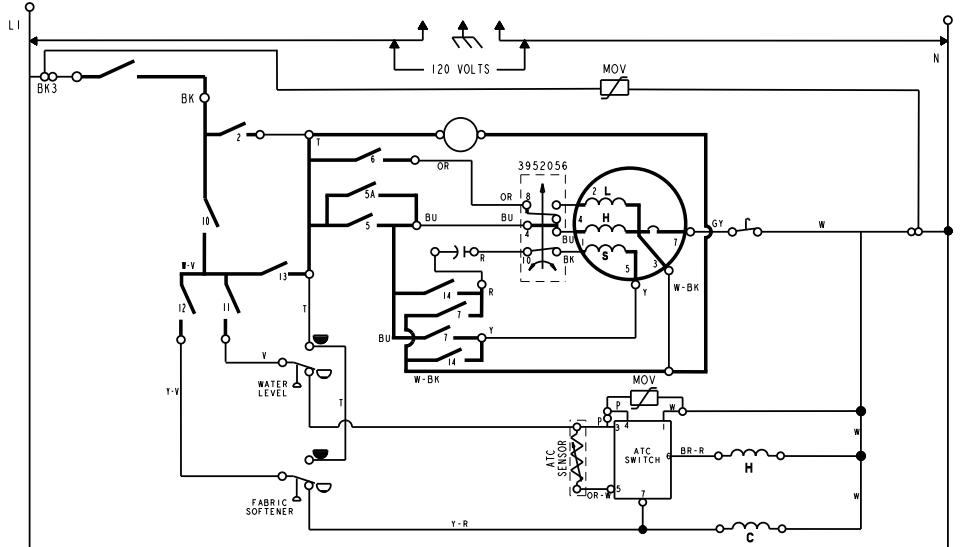 L1
N
120 VOLTS
MOV
BK3
BK
2
T
6
OR
3952056
5A
5
BU
OR
8
BU
4
10
R
BU
BK
2
L
4
H
1
S
7
3
5
GY
W
10
W-V
13
12
11
14
R
7
BU
7
Y
14
Y
W-BK
W-BK
T
V
WATER
LEVEL
Y-V
T
MOV
P
P
W
3
4
1
ATC
SWITCH
6
BR-R
H
W
ATC
SENSOR
OR-W
5
7
W
FABRIC
SOFTENER
Y-R
C